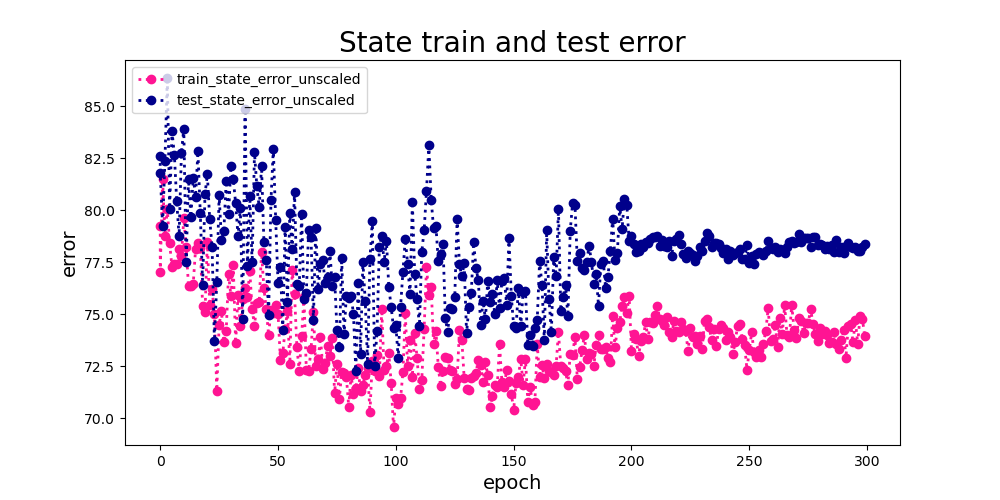 State train and test error
train_state_error_unscaled
test_state_error_unscaled
error
85.0
82.5
80.0
77.5
75.0
72.5
70.0
0 50 100 150 200 250 300
epoch